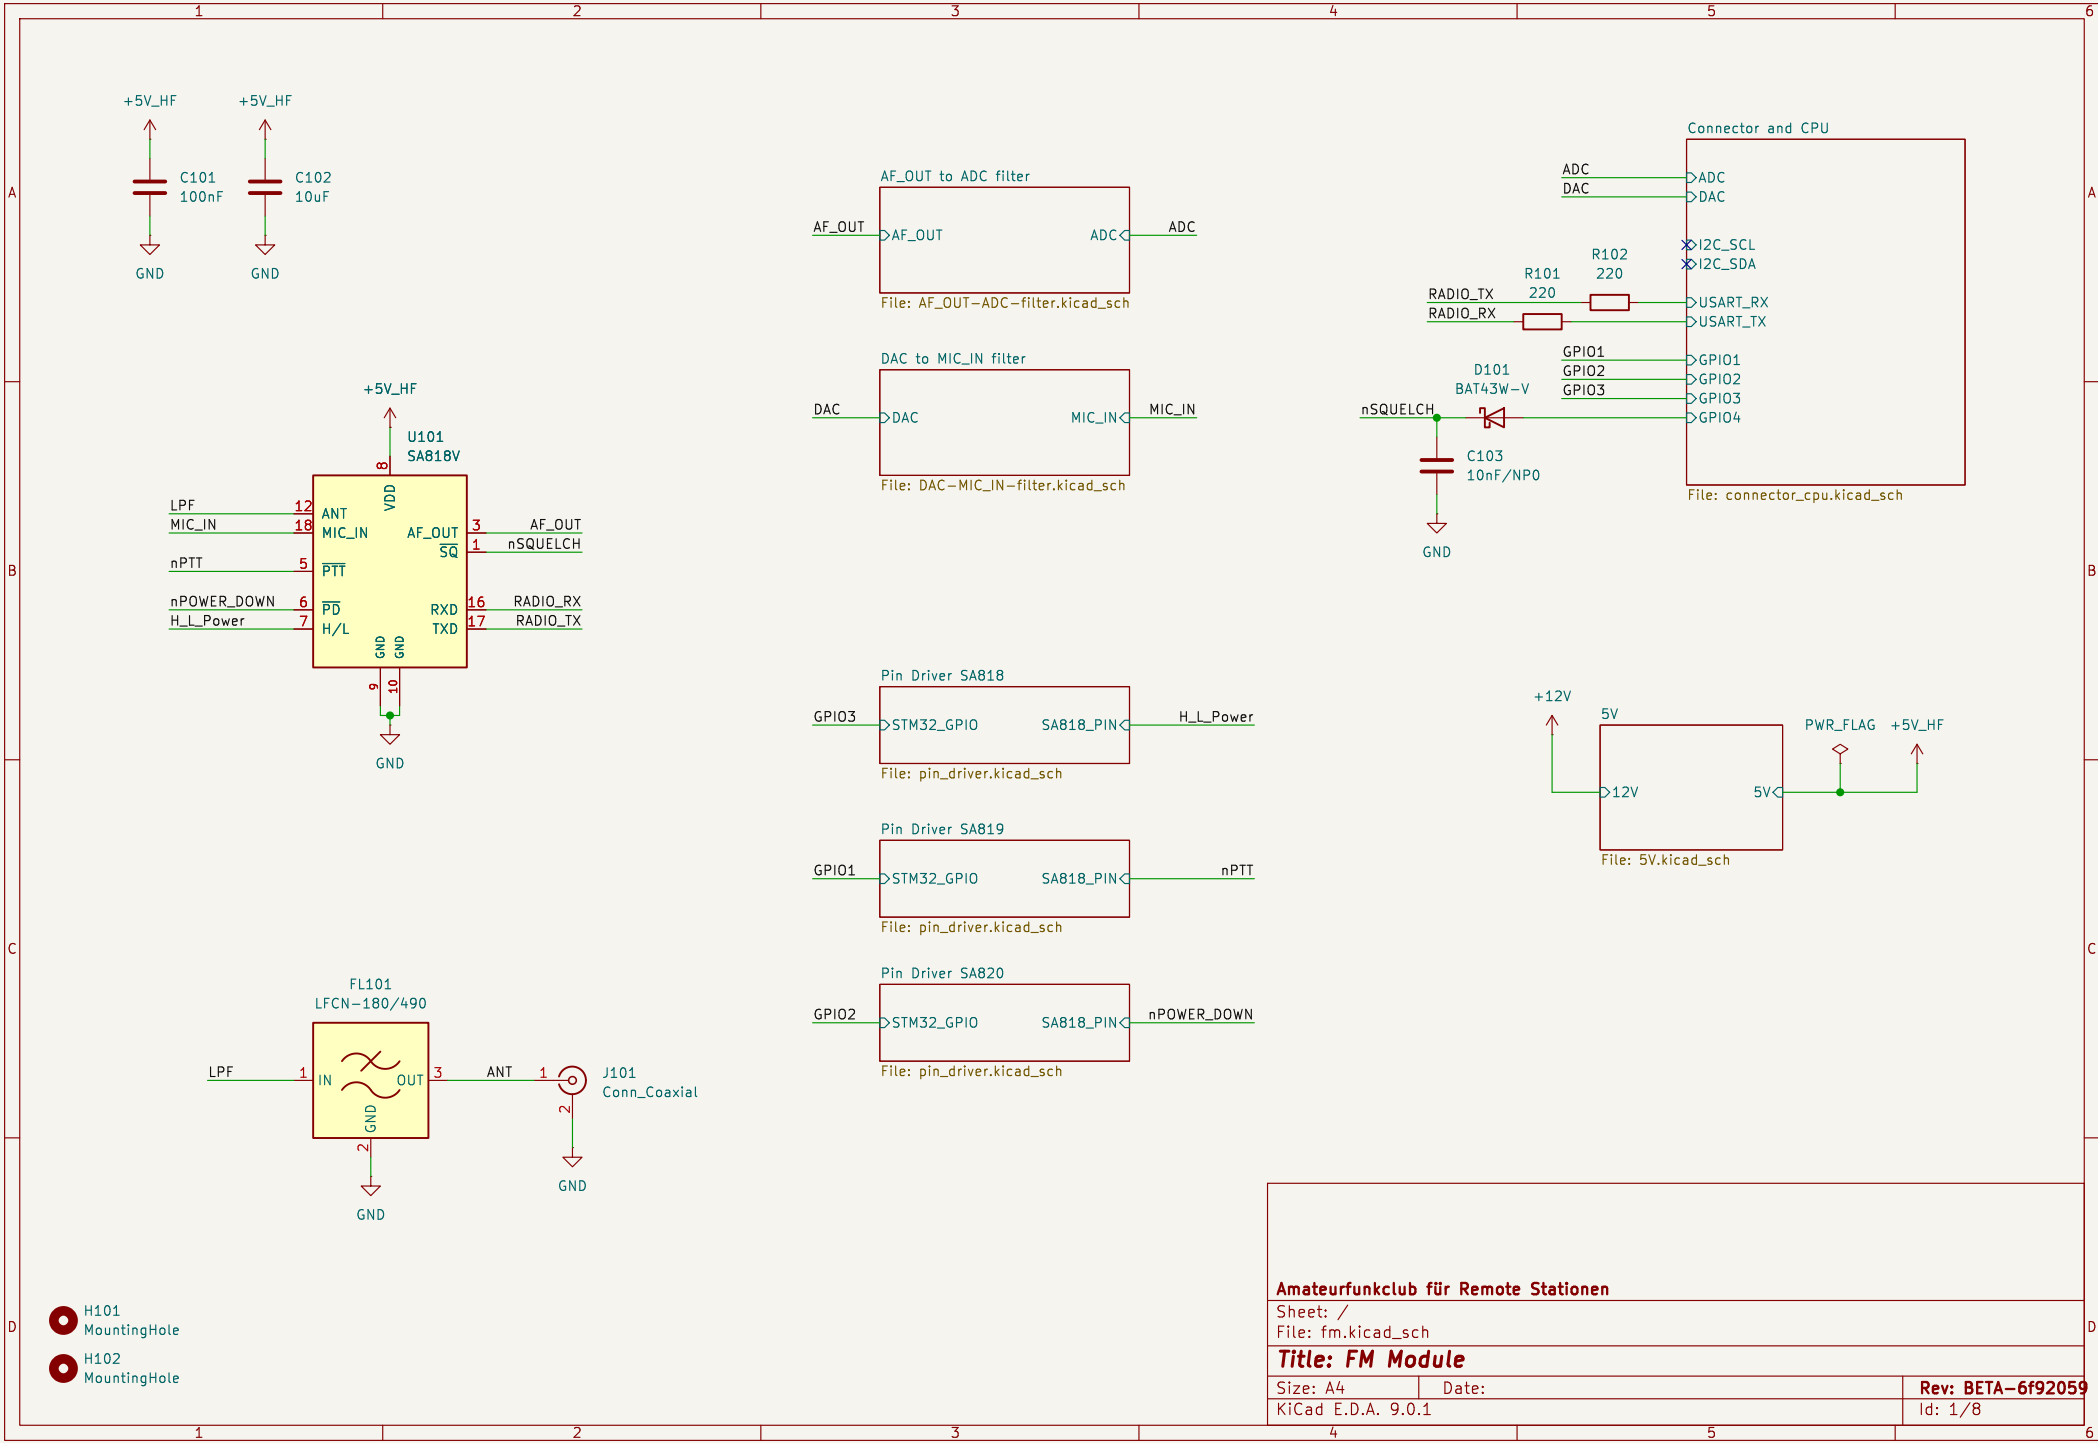 1 2 3 4 5 6
A
+5V_HF
C101
100nF
GND
+5V_HF
C102
10uF
GND
+5V_HF
U101
SA818V
8
VDD
LPF
12
ANT
MIC_IN
18
MIC_IN
nPTT
5
PTT
nPOWER_DOWN
6
PD
H_L_Power
7
H/L
AF_OUT
3
AF_OUT
SQ
1
nSQUELCH
RXD
16
RADIO_RX
TXD
17
RADIO_TX
GND
GND
9
10
GND
FL101
LFCN-180/490
LPF
1
IN
OUT
3
GND
2
GND
ANT
1
2
J101
Conn_Coaxial
GND
H101
MountingHole
H102
MountingHole
AF_OUT to ADC filter
AF_OUT
AF_OUT
ADC
ADC
File: AF_OUT-ADC-filter.kicad_sch
DAC to MIC_IN filter
DAC
DAC
MIC_IN
MIC_IN
File: DAC-MIC_IN-filter.kicad_sch
Pin Driver SA818
GPIO3
STM32_GPIO
SA818_PIN
H_L_Power
File: pin_driver.kicad_sch
Pin Driver SA819
GPIO1
STM32_GPIO
SA818_PIN
nPTT
File: pin_driver.kicad_sch
Pin Driver SA820
GPIO2
STM32_GPIO
SA818_PIN
nPOWER_DOWN
File: pin_driver.kicad_sch
Connector and CPU
ADC
ADC
DAC
DAC
I2C_SCL
I2C_SDA
R102
220
R101
220
RADIO_TX
USART_RX
RADIO_RX
USART_TX
GPIO1
GPIO1
GPIO2
GPIO2
GPIO3
GPIO3
D101
BAT43W-V
nSQUELCH
GPIO4
C103
10nF/NP0
GND
File: connector_cpu.kicad_sch
+12V
5V
12V
5V
PWR_FLAG
+5V_HF
File: 5V.kicad_sch
A
B
B
C
C
D
D
Amateurfunkclub für Remote Stationen
Sheet: /
File: fm.kicad_sch
Title: FM Module
Size: A4
Date:
Rev: BETA-6f92059
KiCad E.D.A. 9.0.1
Id: 1/8
1 2 3 4 5 6